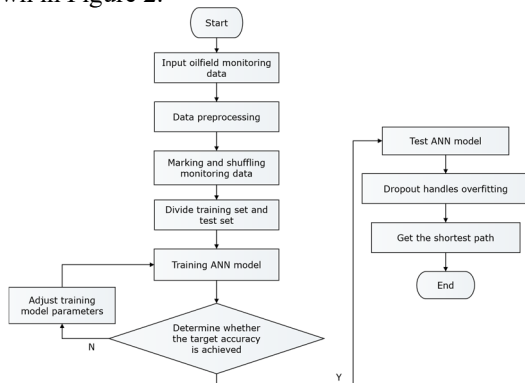 wn in Figure 2.
Start
Input oilfield monitoring
data
Data preprocessing
Marking and shuffling
monitoring data
Divide training set and
test set
Training ANN model
Adjust training
model parameters
Determine whether
the target accuracy
is achieved
N
Y
Test ANN model
Dropout handles overfitting
Get the shortest path
End